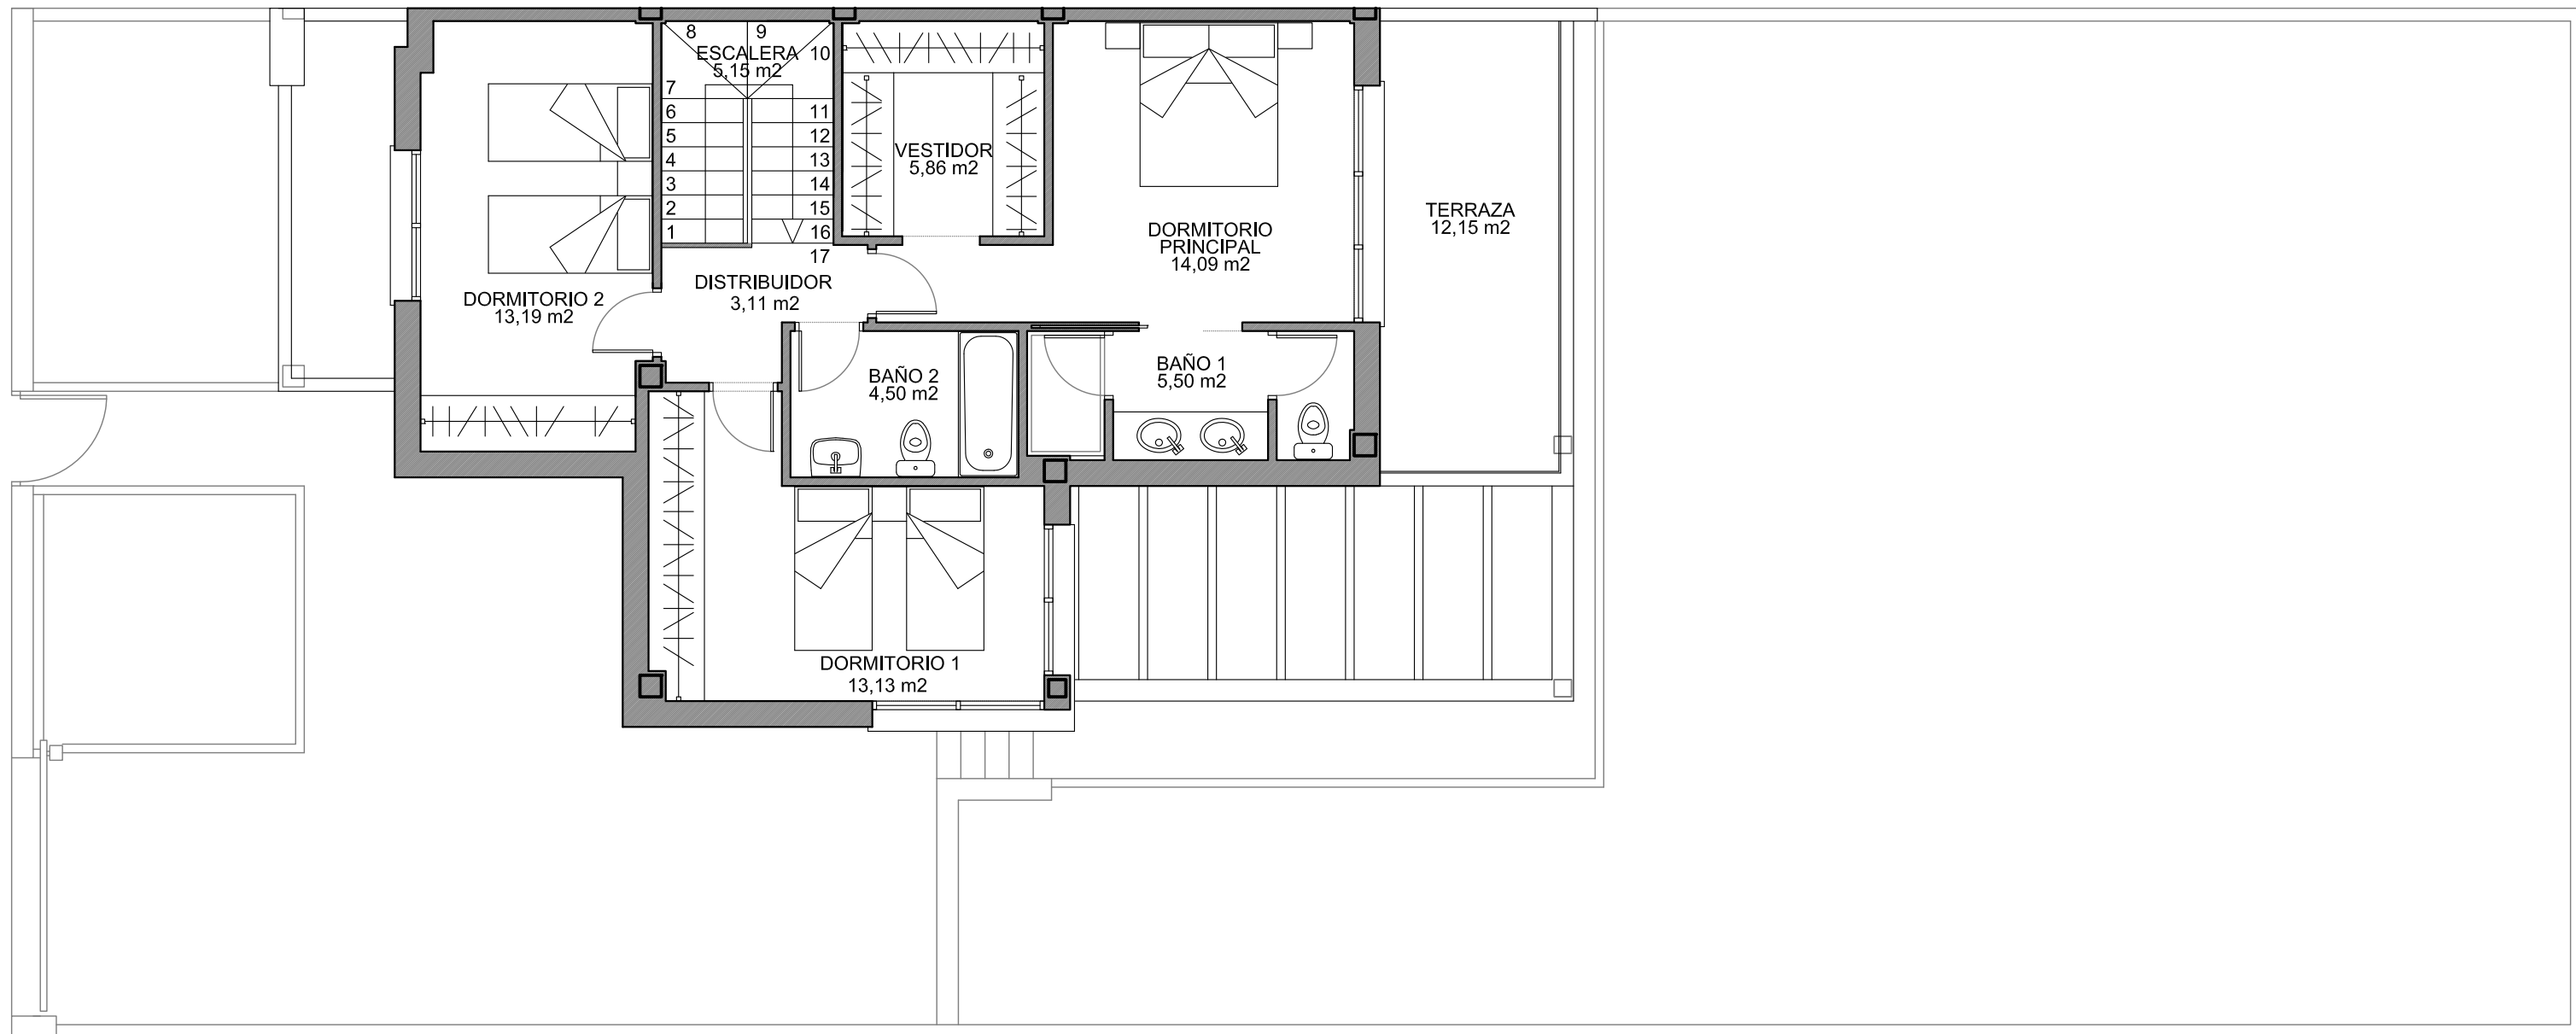 8
9
ESCALERA
5,15 m2
10
7
6
5
4
3
2
1
11
12
13
14
15
16
17
VESTIDOR
5,86 m2
DORMITORIO
PRINCIPAL
14,09 m2
TERRAZA
12,15 m2
DISTRIBUIDOR
3,11 m2
DORMITORIO 2
13,19 m2
BAÑO 2
4,50 m2
BAÑO 1
5,50 m2
DORMITORIO 1
13,13 m2